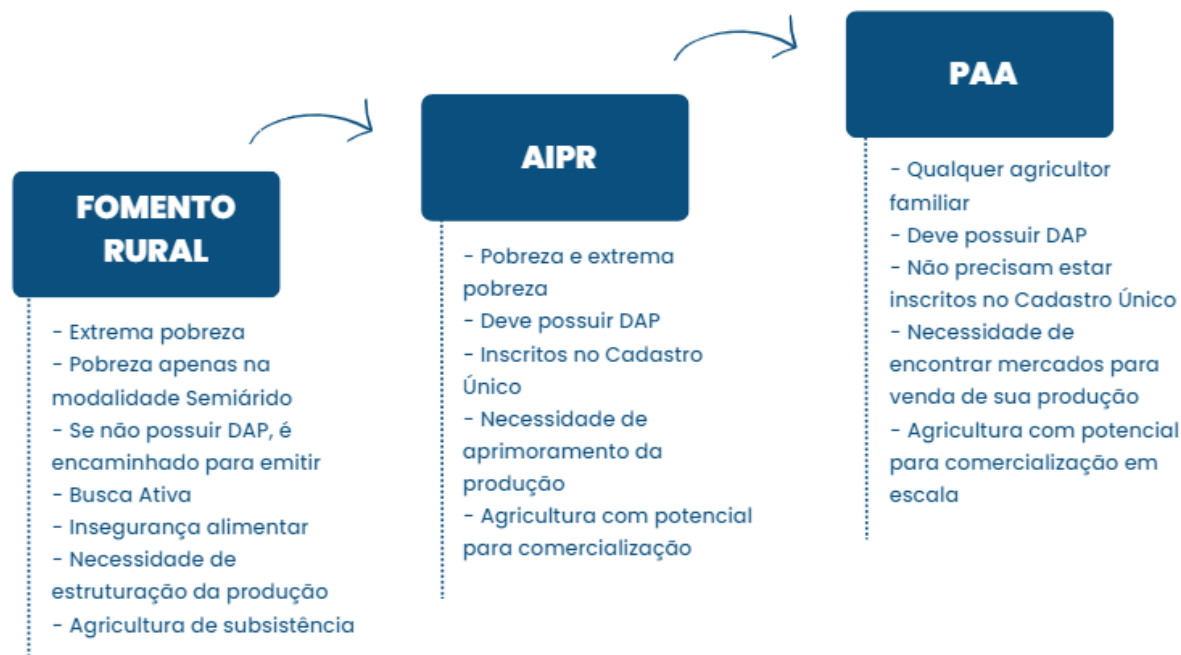 FOMENTO
RURAL
- Extrema pobreza
- Pobreza apenas na
modalidade Semiárido
- Se não possuir DAP, é
encaminhado para emitir
- Busca Ativa
- Insegurança alimentar
- Necessidade de
estruturação da produção
- Agricultura de subsistência
AIPR
- Pobreza e extrema
pobreza
- Deve possuir DAP
- Inscritos no Cadastro
Único
- Necessidade de
aprimoramento da
produção
- Agricultura com potencial
para comercialização
PAA
- Qualquer agricultor
familiar
- Deve possuir DAP
- Não precisam estar
inscritos no Cadastro Único
- Necessidade de
encontrar mercados para
venda de sua produção
- Agricultura com potencial
para comercialização em
escala